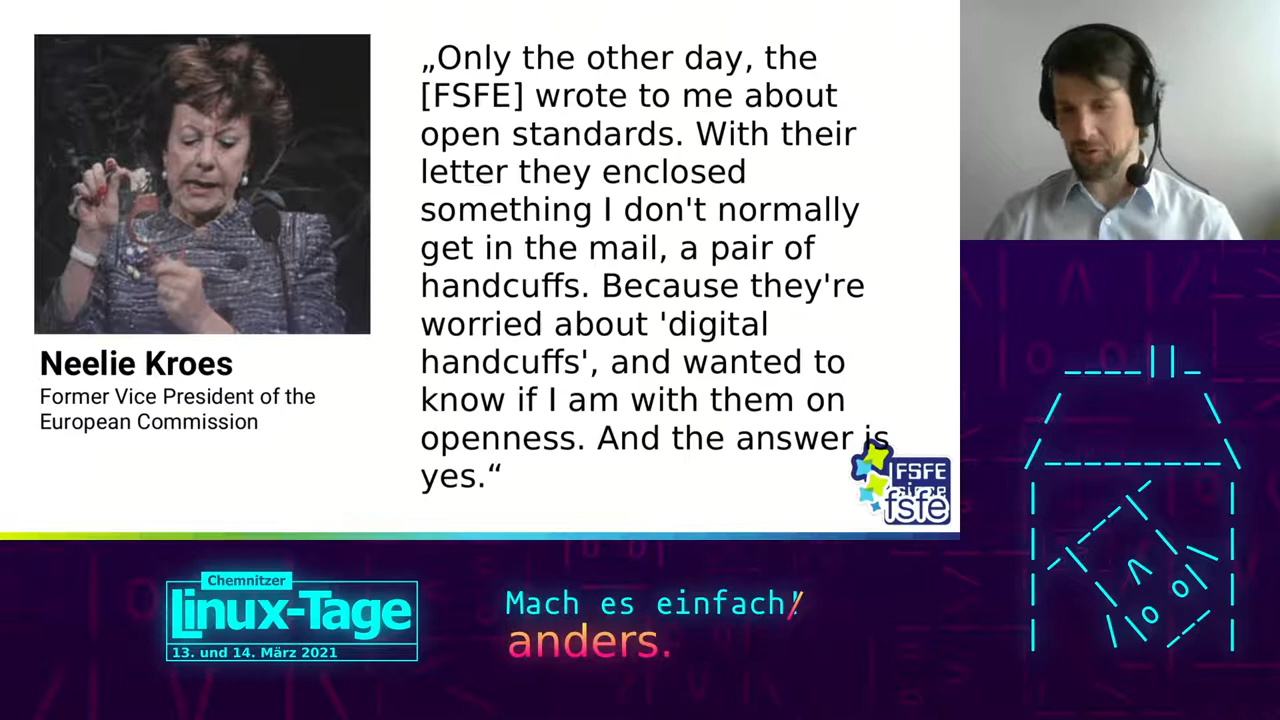 „Only the other day, the
[FSFE] wrote to me about
open standards. With their
letter they enclosed
something I don't normally
get in the mail, a pair of
handcuffs. Because they're
worried about 'digital
handcuffs', and wanted to
know if I am with them on
openness. And the answer is
yes.“
Neelie Kroes
Former Vice President of the
European Commission
FSFE
fsfe
Chemnitzer
Linux-Tage
13. und 14. März 2021
Mach es einfach!
anders.